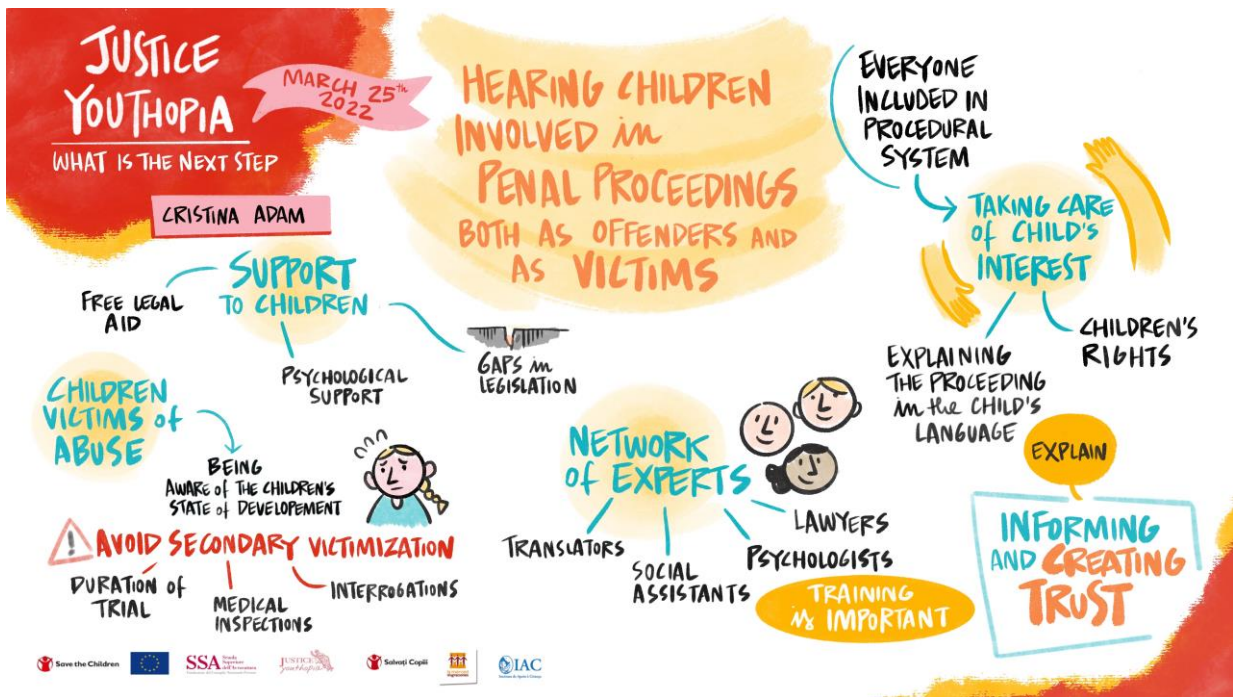 JUSTICE
YOUTHOPIA
WHAT IS THE NEXT STEP
MARCH 25th
2022
CRISTINA ADAM
HEARING CHILDREN
INVOLVED in
PENAL PROCEEDINGS
BOTH AS OFFENDERS AND
AS VICTIMS
EVERYONE
INCLUDED IN
PROCEDURAL
SYSTEM
TAKING CARE
of CHILD'S
INTEREST
EXPLAINING
THE PROCEEDING
in the CHILD'S
LANGUAGE
CHILDREN'S
RIGHTS
SUPPORT
TO CHILDREN
FREE LEGAL
AID
PSYCHOLOGICAL
SUPPORT
GAPS in
LEGISLATION
CHILDREN
VICTIMS of
ABUSE
BEING
AWARE of THE CHILDREN'S
STATE of DEVELOPEMENT
AVOID SECONDARY VICTIMIZATION
DURATION of
TRIAL
MEDICAL
INSPECTIONS
INTERROGATIONS
NETWORK
of EXPERTS
TRANSLATORS
SOCIAL
ASSISTANTS
PSYCHOLOGISTS
LAWYERS
TRAINING
is IMPORTANT
EXPLAIN
INFORMING
AND CREATING
TRUST
Save the Children
SSA
Scuola
Superiore
dell'Avvocatura
JUSTICE
youthopia
Salvați Copiii
IAC